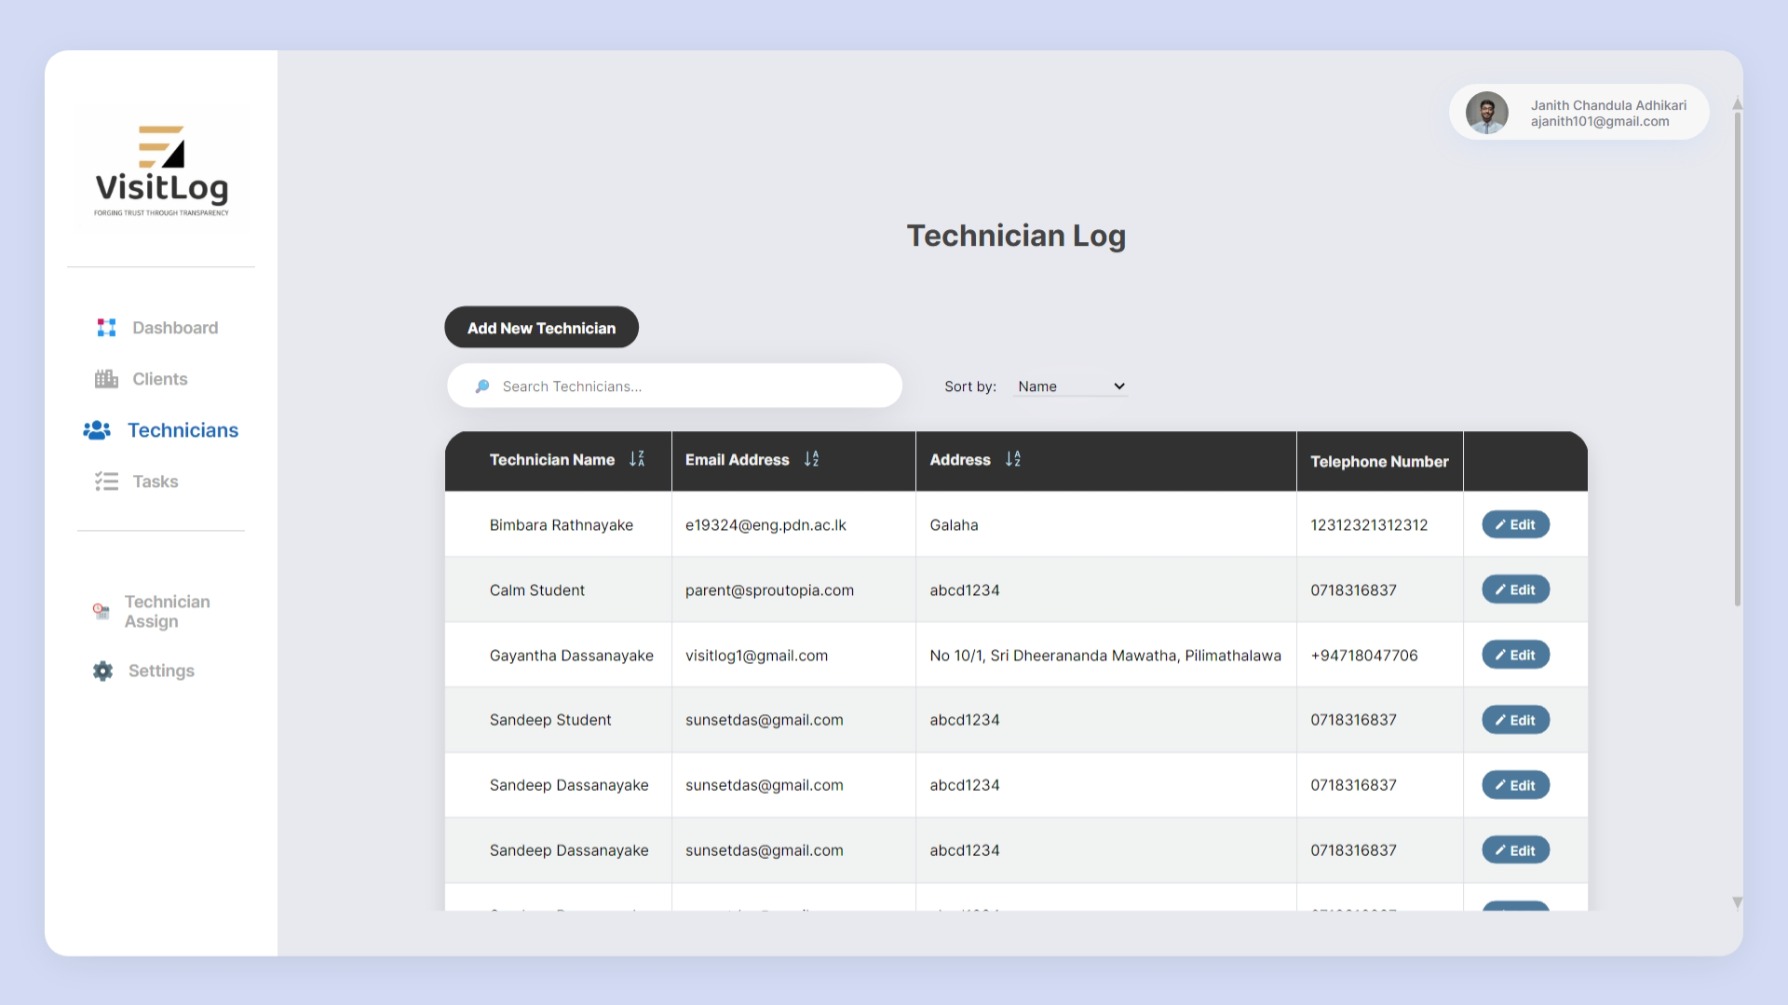 VisitLog
FORGING TRUST THROUGH TRANSPARENCY
Dashboard
Clients
Technicians
Tasks
Technician
Assign
Settings
Janith Chandula Adhikari
ajanith101@gmail.com
Technician Log
Add New Technician
Search Technicians...
Sort by: Name
Technician Name Email Address Address Telephone Number
Bimbara Rathnayake e19324@eng.pdn.ac.lk Galaha 12312321312312 Edit
Calm Student parent@sproutopia.com abcd1234 0718316837 Edit
Gayantha Dassanayake visitlog1@gmail.com No 10/1, Sri Dheerananda Mawatha, Pilimathalawa +94718047706 Edit
Sandeep Student sunsetdas@gmail.com abcd1234 0718316837 Edit
Sandeep Dassanayake sunsetdas@gmail.com abcd1234 0718316837 Edit
Sandeep Dassanayake sunsetdas@gmail.com abcd1234 0718316837 Edit